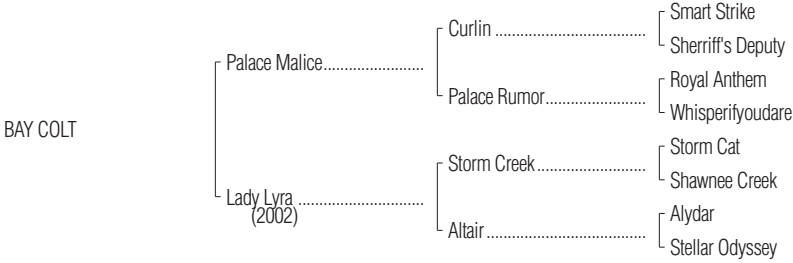 Smart Strike
Curlin ......................................
Sherriff's Deputy
Palace Malice.........................
Royal Anthem
Palace Rumor.........................
Whisperifyoudare
BAY COLT
Storm Cat
Storm Creek ...........................
Shawnee Creek
Lady Lyra ...............................
(2002)
Alydar
Altair ........................................
Stellar Odyssey